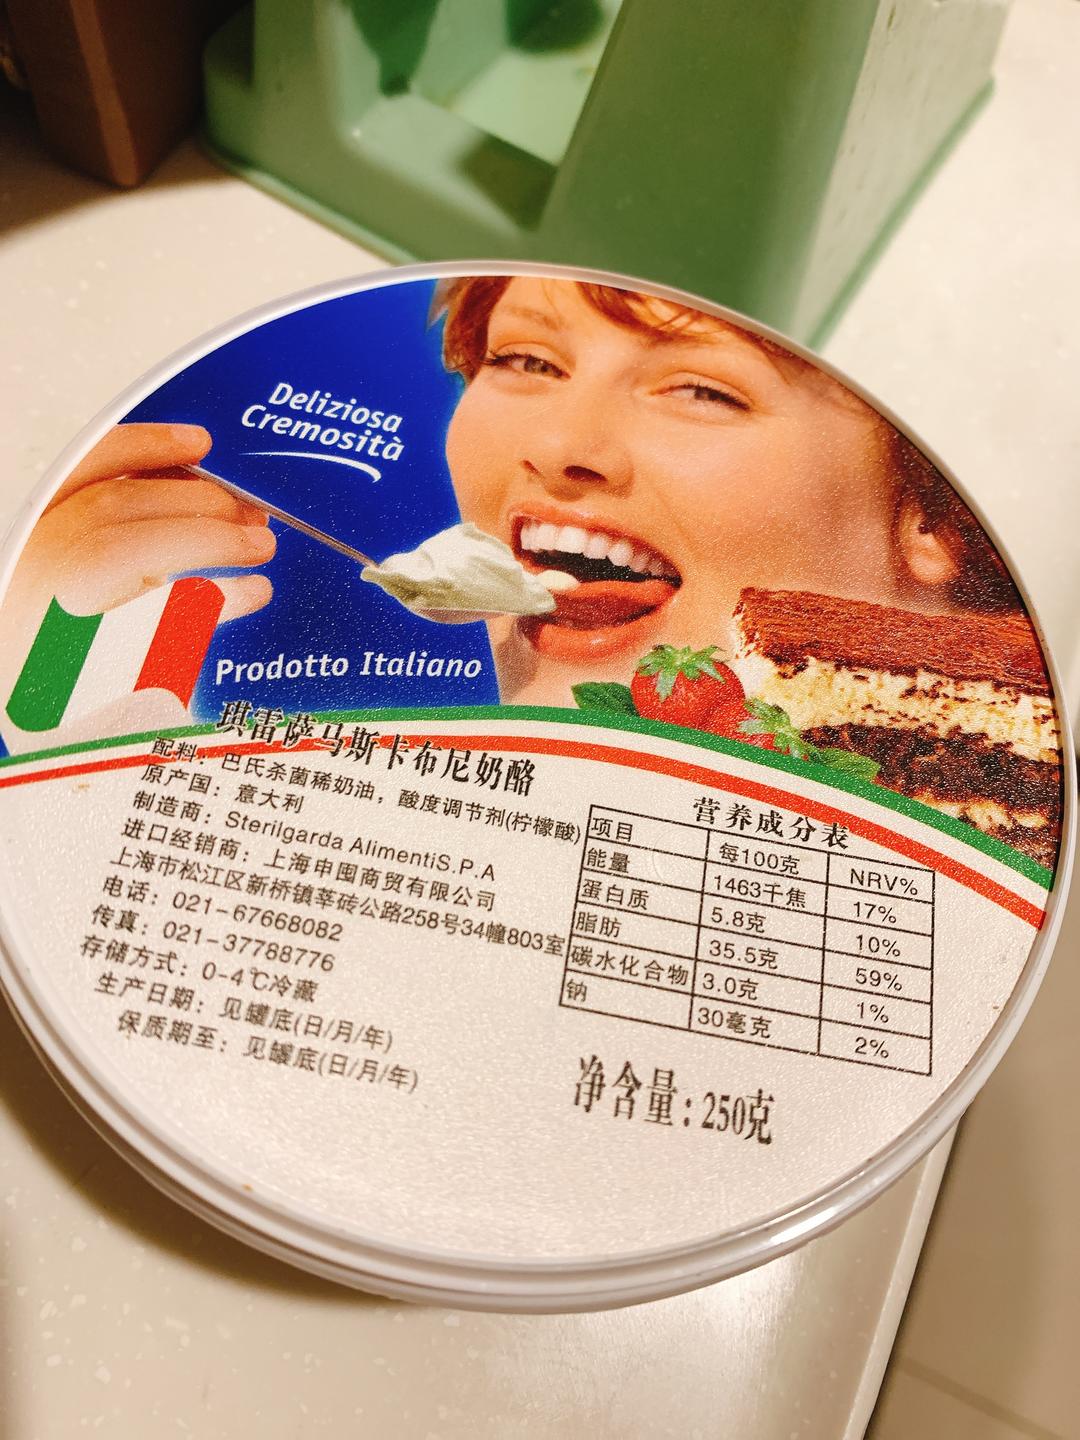 Deliziosa
Cremosità
Prodotto Italiano
琪雷萨马斯卡布尼奶酪
配料：巴氏杀菌稀奶油，酸度调节剂(柠檬酸)
原产国：意大利
制造商：Sterilgarda AlimentiS.P.A
进口经销商：上海申囤商贸有限公司
上海市松江区新桥镇莘砖公路258号34幢803室
电话：021-67668082
传真：021-37788776
存储方式：0-4℃冷藏
生产日期：见罐底(日/月/年)
保质期至：见罐底(日/月/年)
营养成分表
项目 每100克 NRV%
能量 1463千焦 17%
蛋白质 5.8克 10%
脂肪 35.5克 59%
碳水化合物 3.0克 1%
钠 30毫克 2%
净含量：250克